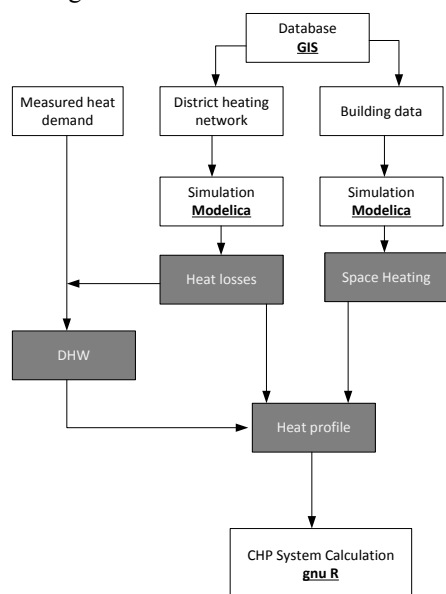 Database
GIS
Measured heat
demand
District heating
network
Building data
Simulation
Modelica
Simulation
Modelica
Heat losses
Space Heating
DHW
Heat profile
CHP System Calculation
gnu R